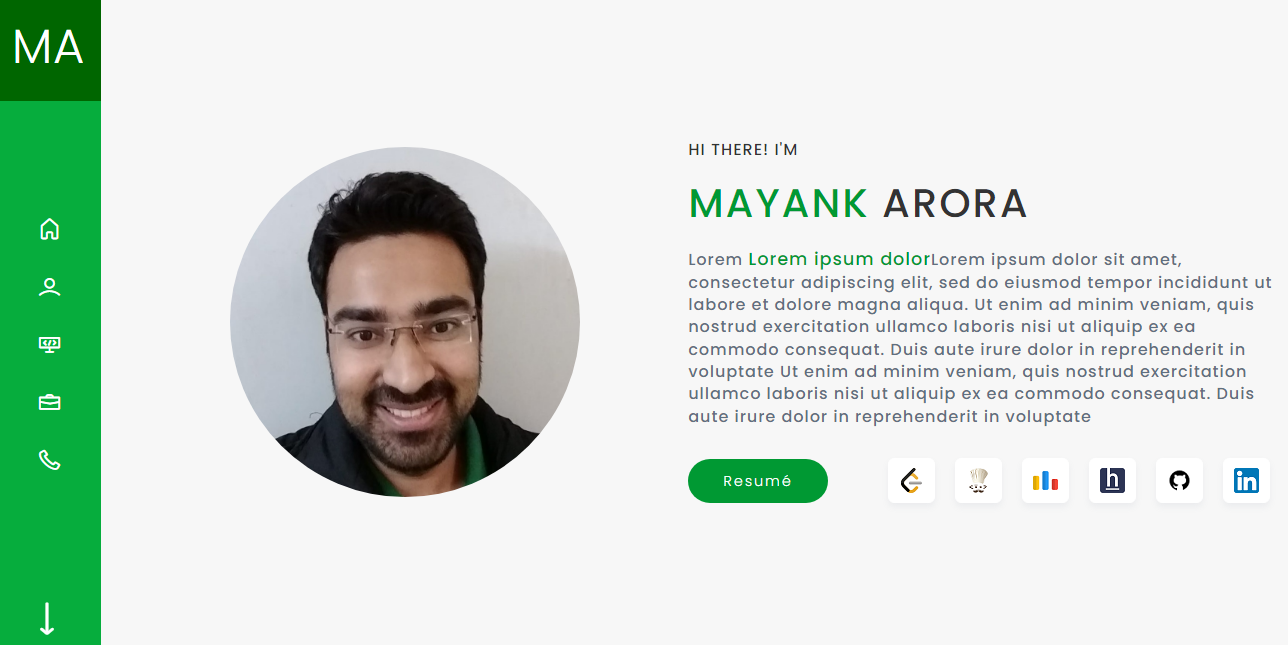 MA
HI THERE! I'M
MAYANK ARORA
Lorem Lorem ipsum dolorLorem ipsum dolor sit amet,
consectetur adipiscing elit, sed do eiusmod tempor incididunt ut
labore et dolore magna aliqua. Ut enim ad minim veniam, quis
nostrud exercitation ullamco laboris nisi ut aliquip ex ea
commodo consequat. Duis aute irure dolor in reprehenderit in
voluptate Ut enim ad minim veniam, quis nostrud exercitation
ullamco laboris nisi ut aliquip ex ea commodo consequat. Duis
aute irure dolor in reprehenderit in voluptate
Resumé
h
in